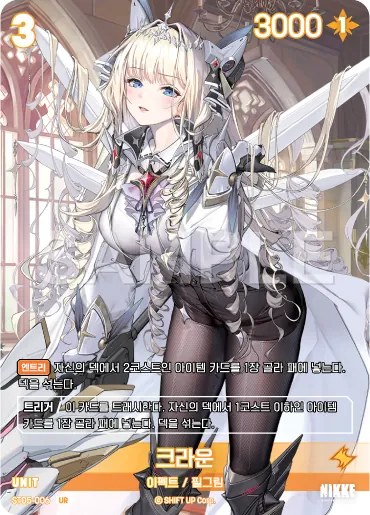 3
3000 1
SAMPLE
엔트리 자신의 덱에서 2코스트인 아이템 카드를 1장 골라 패에 넣는다.
덱을 섞는다.
트리거 이 카드를 트래시한다. 자신의 덱에서 1코스트 이하인 아이템
카드를 1장 골라 패에 넣는다. 덱을 섞는다.
크라운
UNIT
어펙트 / 필그림
UR
© SHIFT UP Corp.
NIKKE